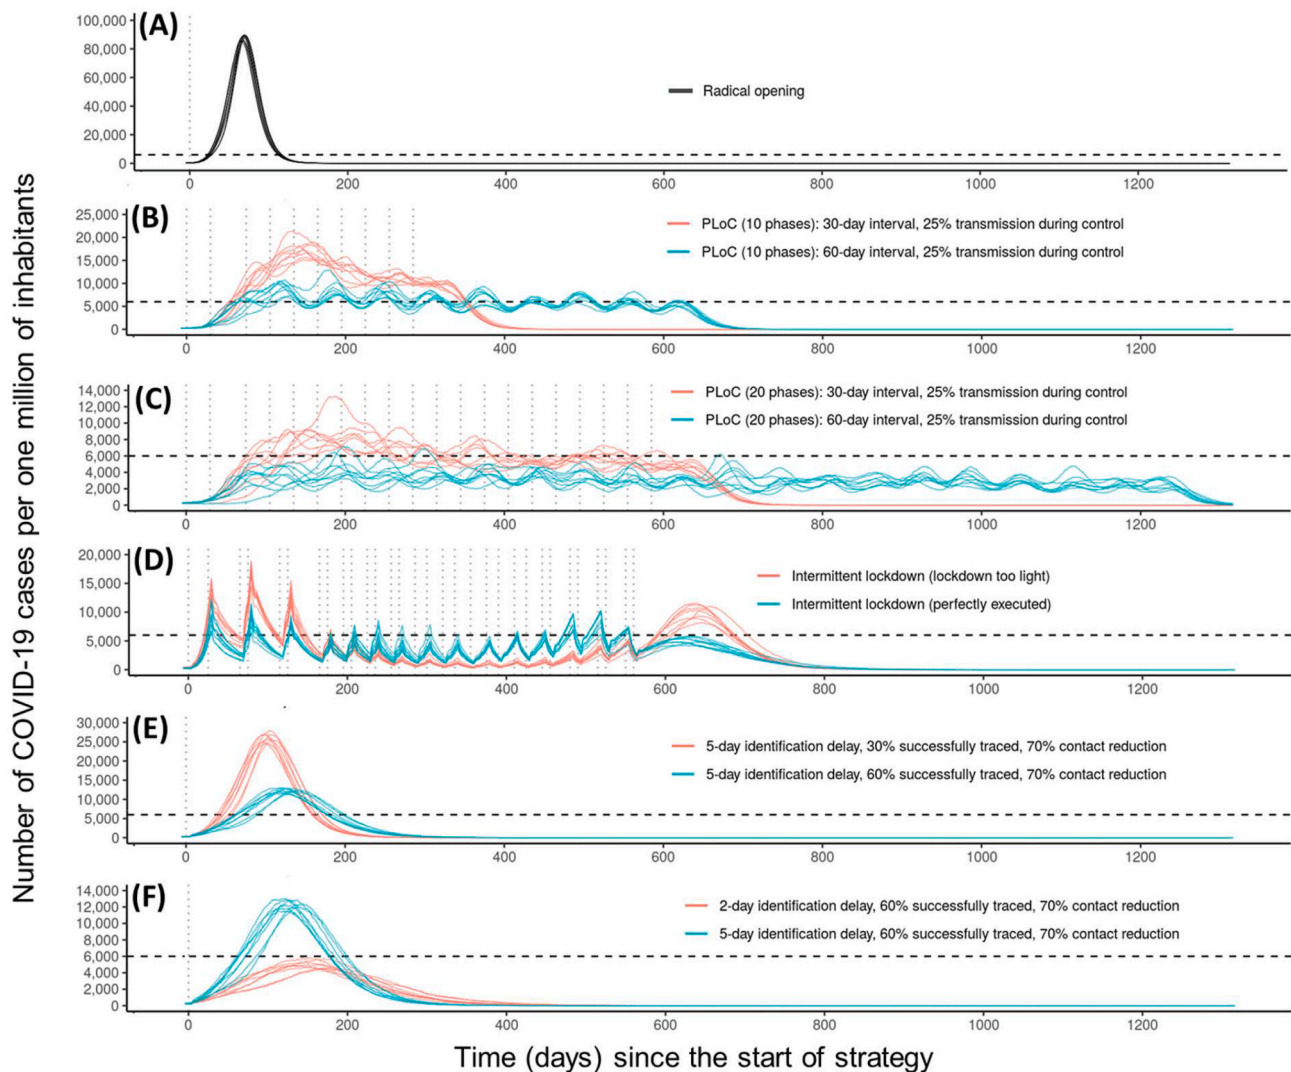 Number of COVID-19 cases per one million of inhabitants
(A)
100,000
80,000
60,000
40,000
20,000
0
Radical opening
0 200 400 600 800 1000 1200
(B)
25,000
20,000
15,000
10,000
5,000
0
PLoC (10 phases): 30-day interval, 25% transmission during control
PLoC (10 phases): 60-day interval, 25% transmission during control
0 200 400 600 800 1000 1200
(C)
14,000
12,000
10,000
8,000
6,000
4,000
2,000
0
PLoC (20 phases): 30-day interval, 25% transmission during control
PLoC (20 phases): 60-day interval, 25% transmission during control
0 200 400 600 800 1000 1200
(D)
20,000
15,000
10,000
5,000
0
Intermittent lockdown (lockdown too light)
Intermittent lockdown (perfectly executed)
0 200 400 600 800 1000 1200
(E)
30,000
25,000
20,000
15,000
10,000
5,000
0
5-day identification delay, 30% successfully traced, 70% contact reduction
5-day identification delay, 60% successfully traced, 70% contact reduction
0 200 400 600 800 1000 1200
(F)
14,000
12,000
10,000
8,000
6,000
4,000
2,000
0
2-day identification delay, 60% successfully traced, 70% contact reduction
5-day identification delay, 60% successfully traced, 70% contact reduction
0 200 400 600 800 1000 1200
Time (days) since the start of strategy